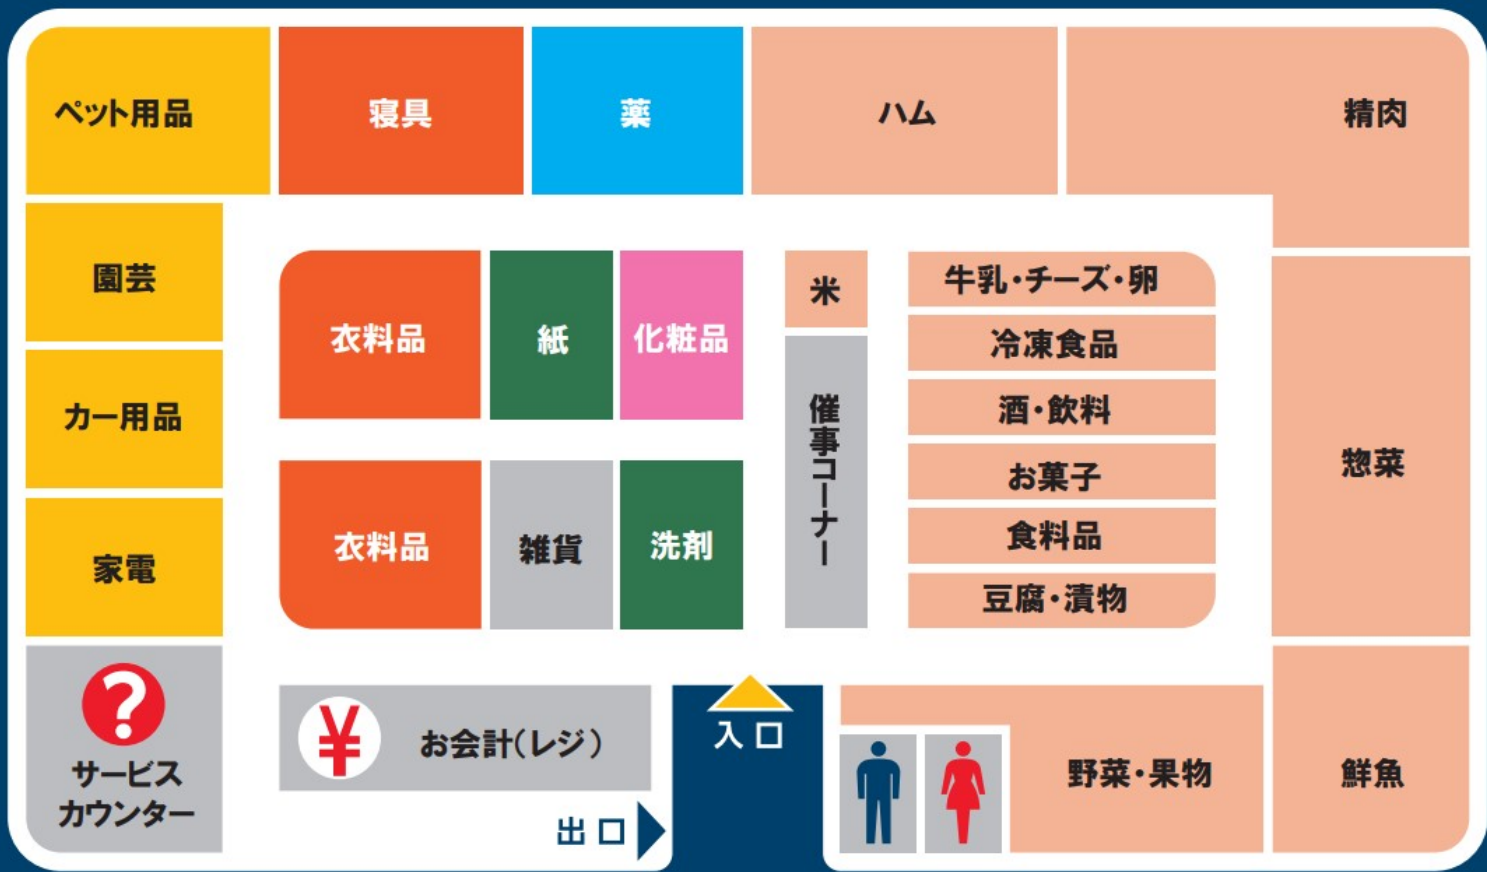 ペット用品
寝具
薬
ハム
精肉
園芸
カー用品
家電
?
サービス
カウンター
衣料品
紙
化粧品
衣料品
雑貨
洗剤
米
催事コーナー
牛乳・チーズ・卵
冷凍食品
酒・飲料
お菓子
食料品
豆腐・漬物
惣菜
¥
お会計(レジ)
入口
出口
野菜・果物
鮮魚